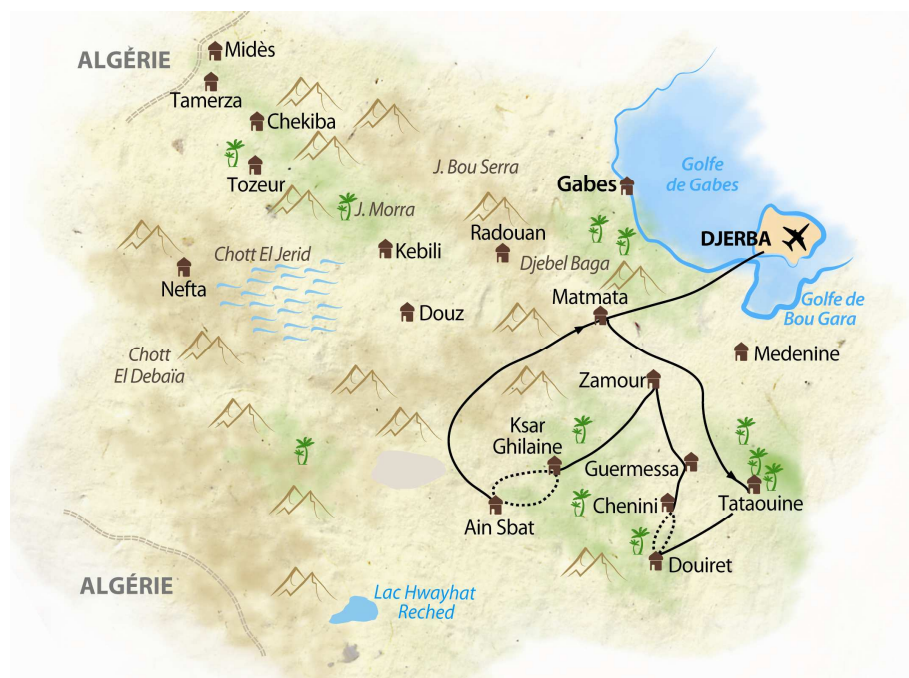 ALGÉRIE
Midès
Tamerza
Chekiba
Tozeur
J. Bou Serra
Golfe
de Gabes
Gabes
J. Morra
Radouan
DJERBA
Kebili
Chott El Jerid
Djebel Baga
Nefta
Matmata
Golfe de
Bou Gara
Douz
Medenine
Chott
El Debaïa
Zamour
Ksar
Ghilaine
Guermessa
Chenini
Tataouine
Ain Sbat
Douiret
ALGÉRIE
Lac Hwayhat
Reched